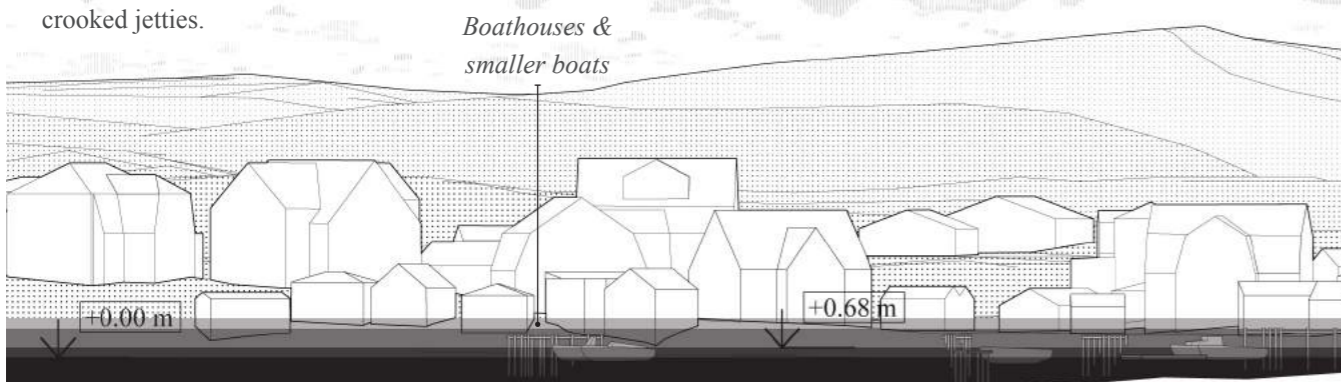 crooked jetties.
Boathouses &
smaller boats
+0.00 m
+0.68 m